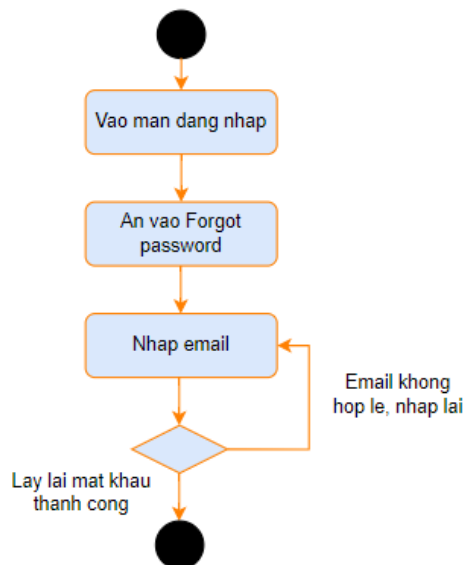 Vao man dang nhap
An vao Forgot
password
Nhap email
Email khong
hop le, nhap lai
Lay lai mat khau
thanh cong